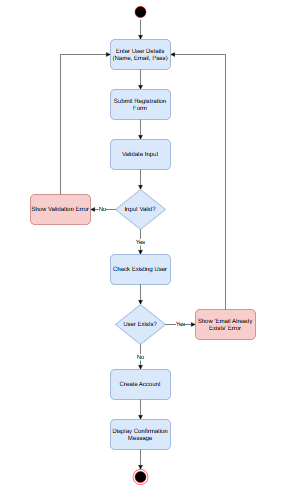 Enter User Details
(Name, Email, Pass)
Submit Registration
Form
Validate Input
Show Validation Error
No
Input Valid?
Yes
Check Existing User
User Exists?
Yes
Show 'Email Already
Exists' Error
No
Create Account
Display Confirmation
Message